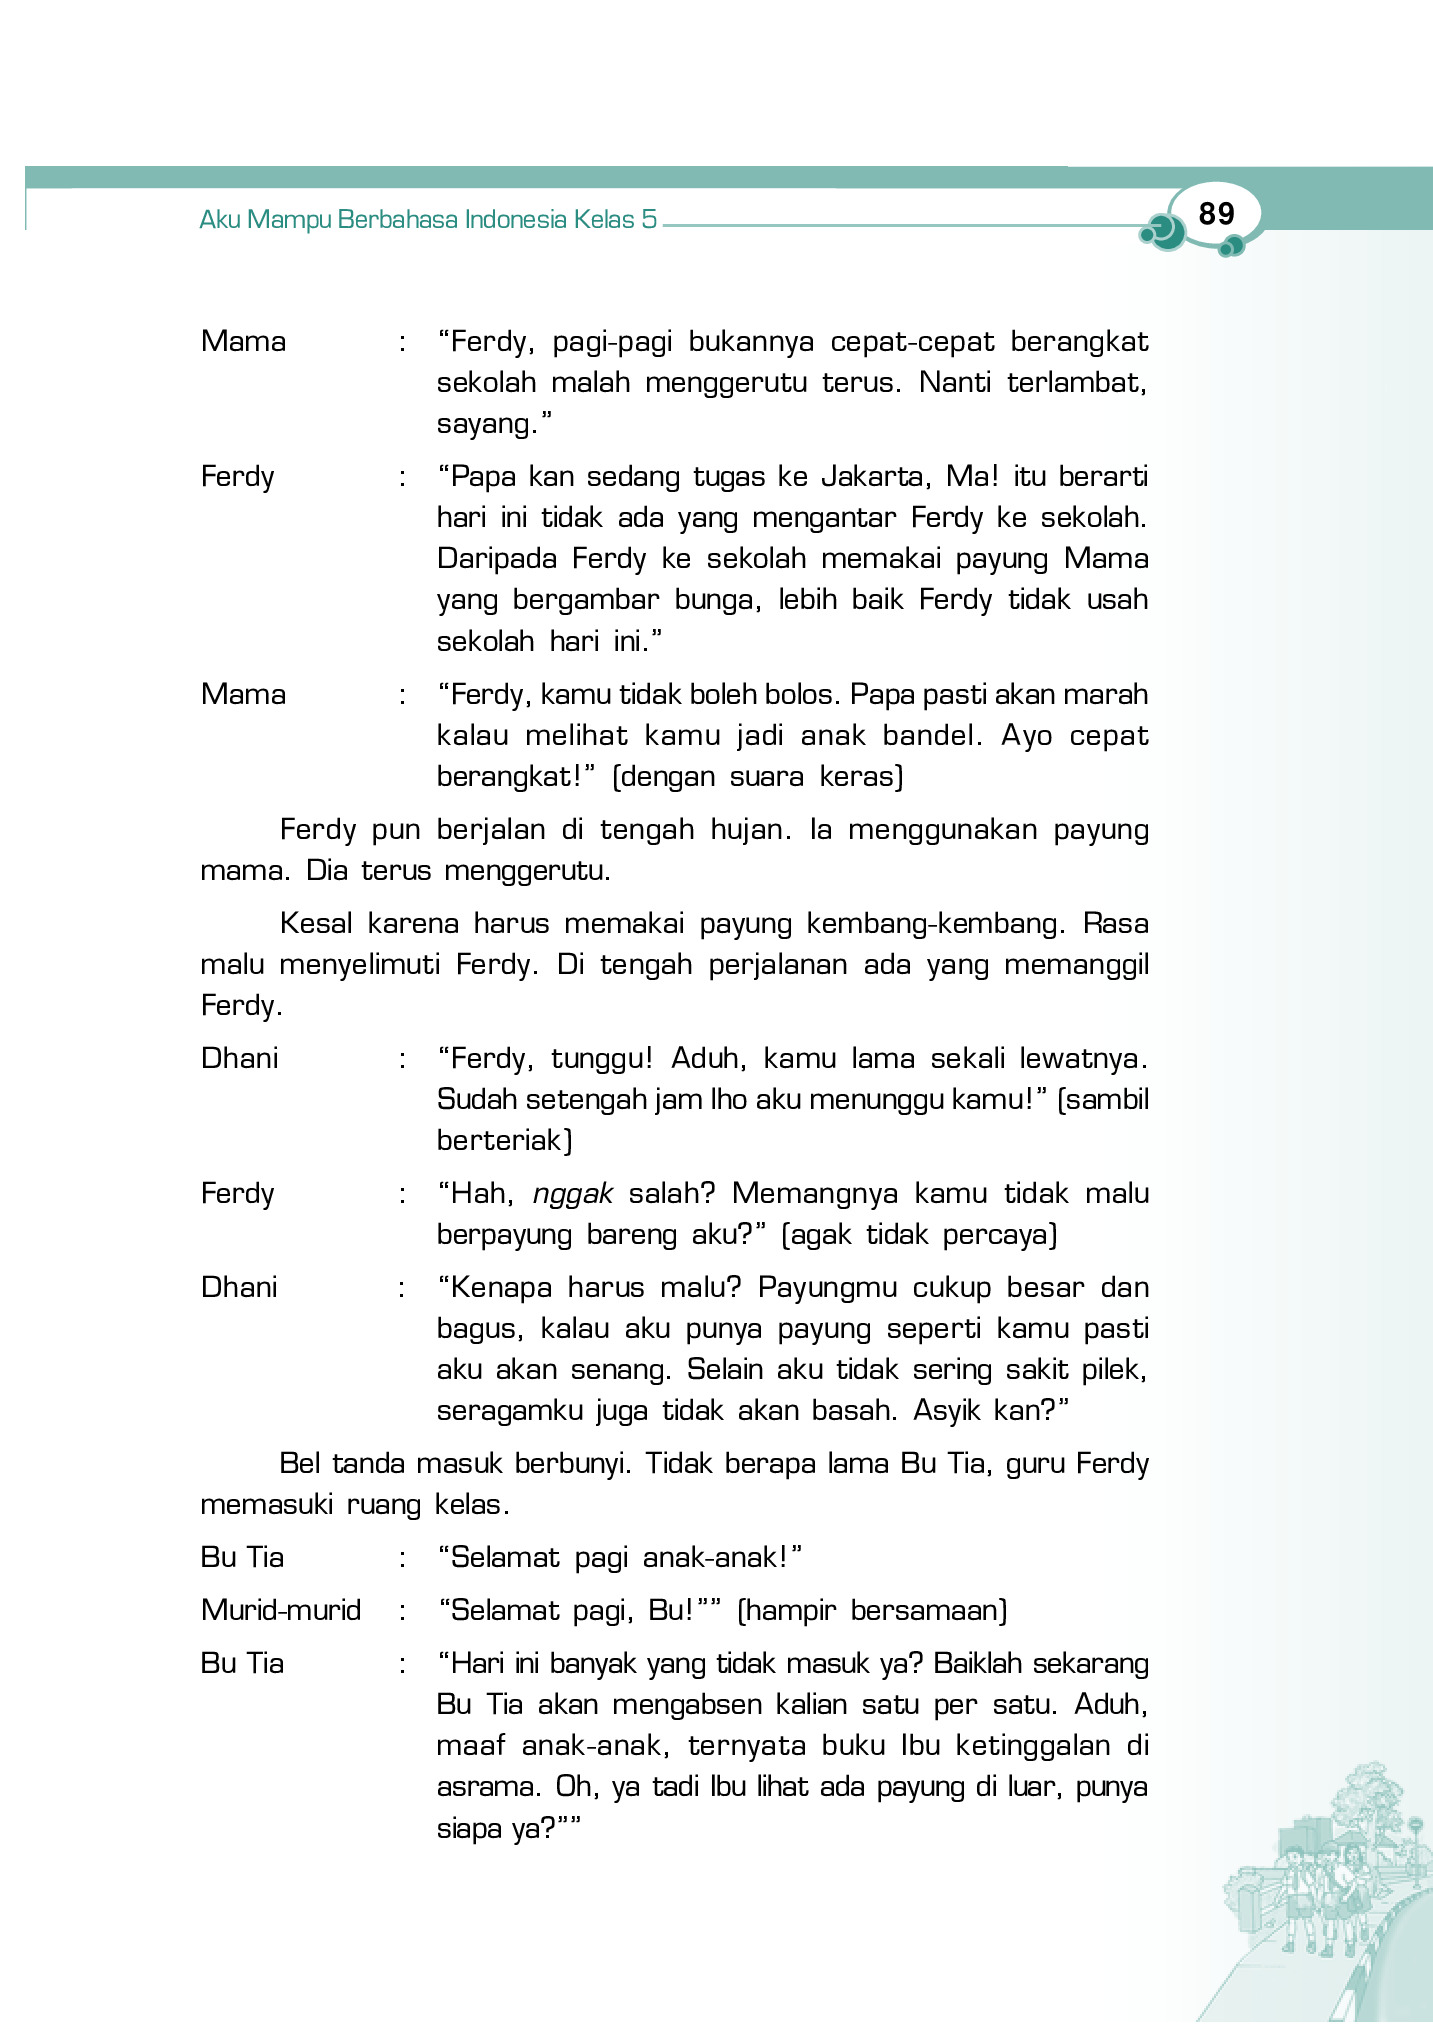 Aku Mampu Berbahasa Indonesia Kelas 5
89
Mama : “Ferdy, pagi-pagi bukannya cepat-cepat berangkat
sekolah malah menggerutu terus. Nanti terlambat,
sayang.”
Ferdy : “Papa kan sedang tugas ke Jakarta, Ma! itu berarti
hari ini tidak ada yang mengantar Ferdy ke sekolah.
Daripada Ferdy ke sekolah memakai payung Mama
yang bergambar bunga, lebih baik Ferdy tidak usah
sekolah hari ini.”
Mama : “Ferdy, kamu tidak boleh bolos. Papa pasti akan marah
kalau melihat kamu jadi anak bandel. Ayo cepat
berangkat!” (dengan suara keras)
Ferdy pun berjalan di tengah hujan. Ia menggunakan payung
mama. Dia terus menggerutu.
Kesal karena harus memakai payung kembang-kembang. Rasa
malu menyelimuti Ferdy. Di tengah perjalanan ada yang memanggil
Ferdy.
Dhani : “Ferdy, tunggu! Aduh, kamu lama sekali lewatnya.
Sudah setengah jam lho aku menunggu kamu!” (sambil
berteriak)
Ferdy : “Hah, nggak salah? Memangnya kamu tidak malu
berpayung bareng aku?” (agak tidak percaya)
Dhani : “Kenapa harus malu? Payungmu cukup besar dan
bagus, kalau aku punya payung seperti kamu pasti
aku akan senang. Selain aku tidak sering sakit pilek,
seragamku juga tidak akan basah. Asyik kan?”
Bel tanda masuk berbunyi. Tidak berapa lama Bu Tia, guru Ferdy
memasuki ruang kelas.
Bu Tia : “Selamat pagi anak-anak!”
Murid-murid : “Selamat pagi, Bu!”” (hampir bersamaan)
Bu Tia : “Hari ini banyak yang tidak masuk ya? Baiklah sekarang
Bu Tia akan mengabsen kalian satu per satu. Aduh,
maaf anak-anak, ternyata buku Ibu ketinggalan di
asrama. Oh, ya tadi Ibu lihat ada payung di luar, punya
siapa ya?””